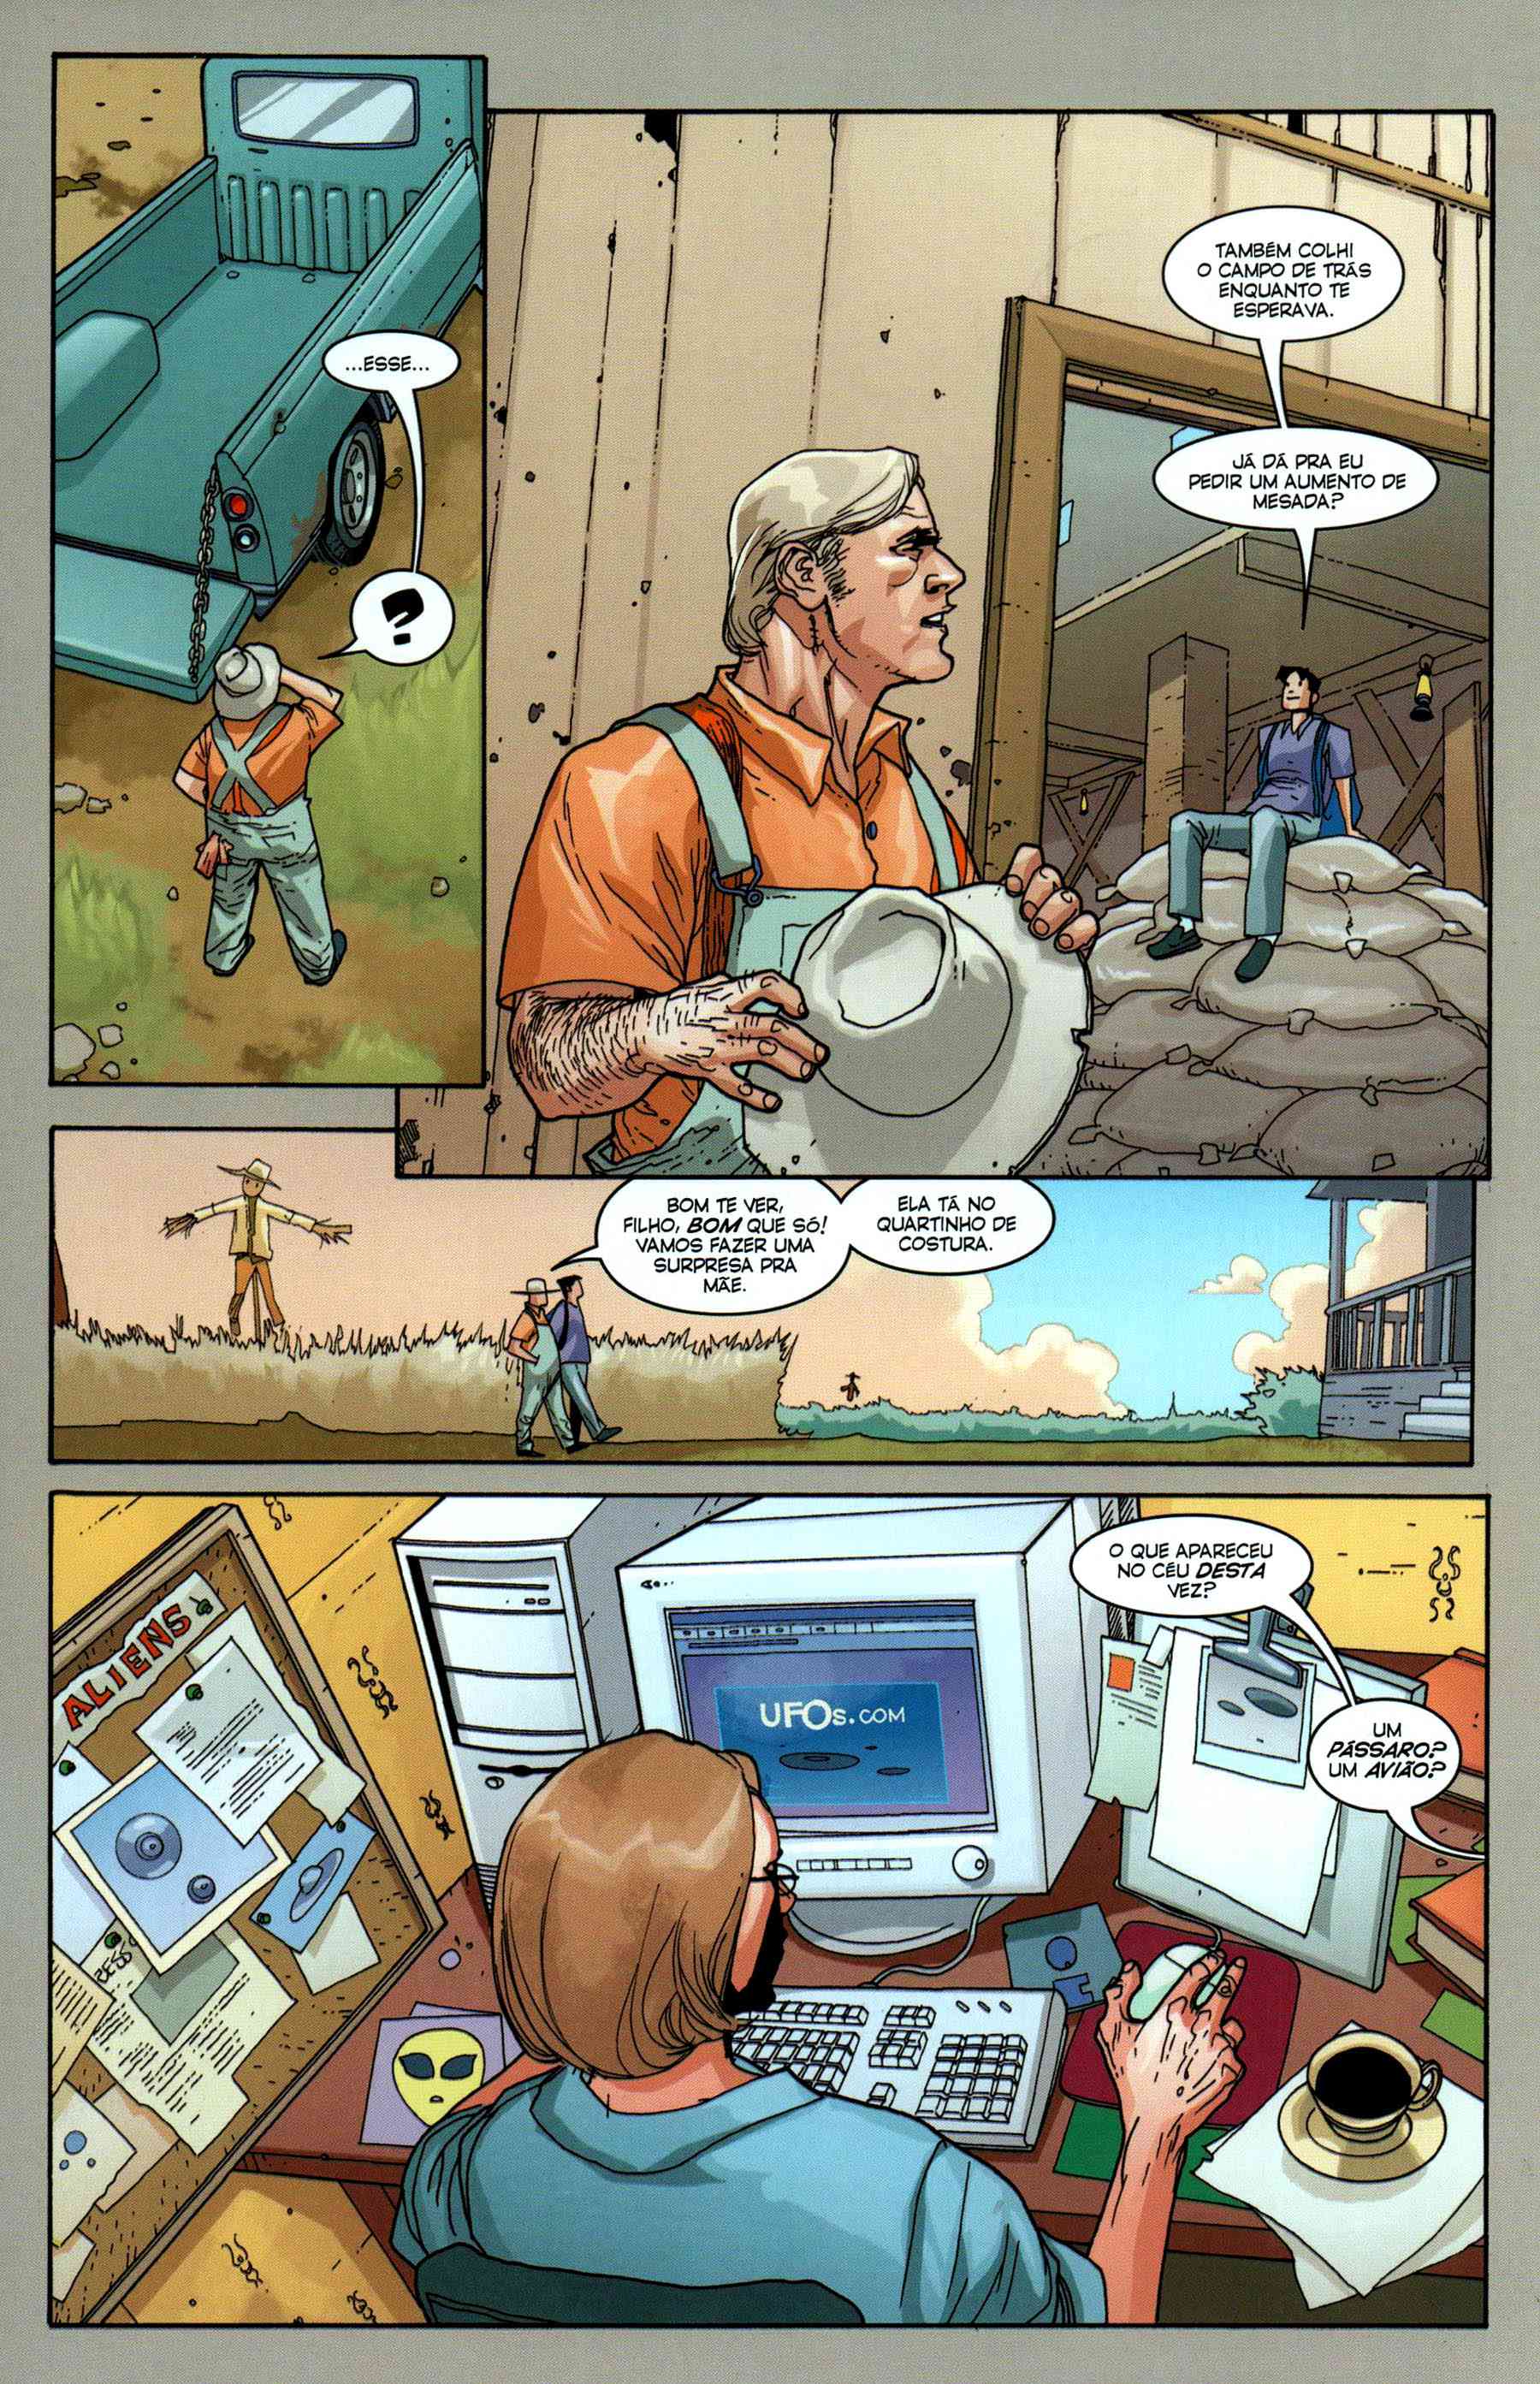 ...ESSE...
?
TAMBÉM COLHI
O CAMPO DE TRÁS
ENQUANTO TE
ESPERAVA.
JÁ DÁ PRA EU
PEDIR UM AUMENTO DE
MESADA?
BOM TE VER,
FILHO, BOM QUE SÓ!
VAMOS FAZER UMA
SURPRESA PRA
MÃE.
ELA TÁ NO
QUARTINHO DE
COSTURA.
ALIENS
UFOs.COM
O QUE APARECEU
NO CÉU DESTA
VEZ?
UM
PÁSSARO?
UM AVIÃO?